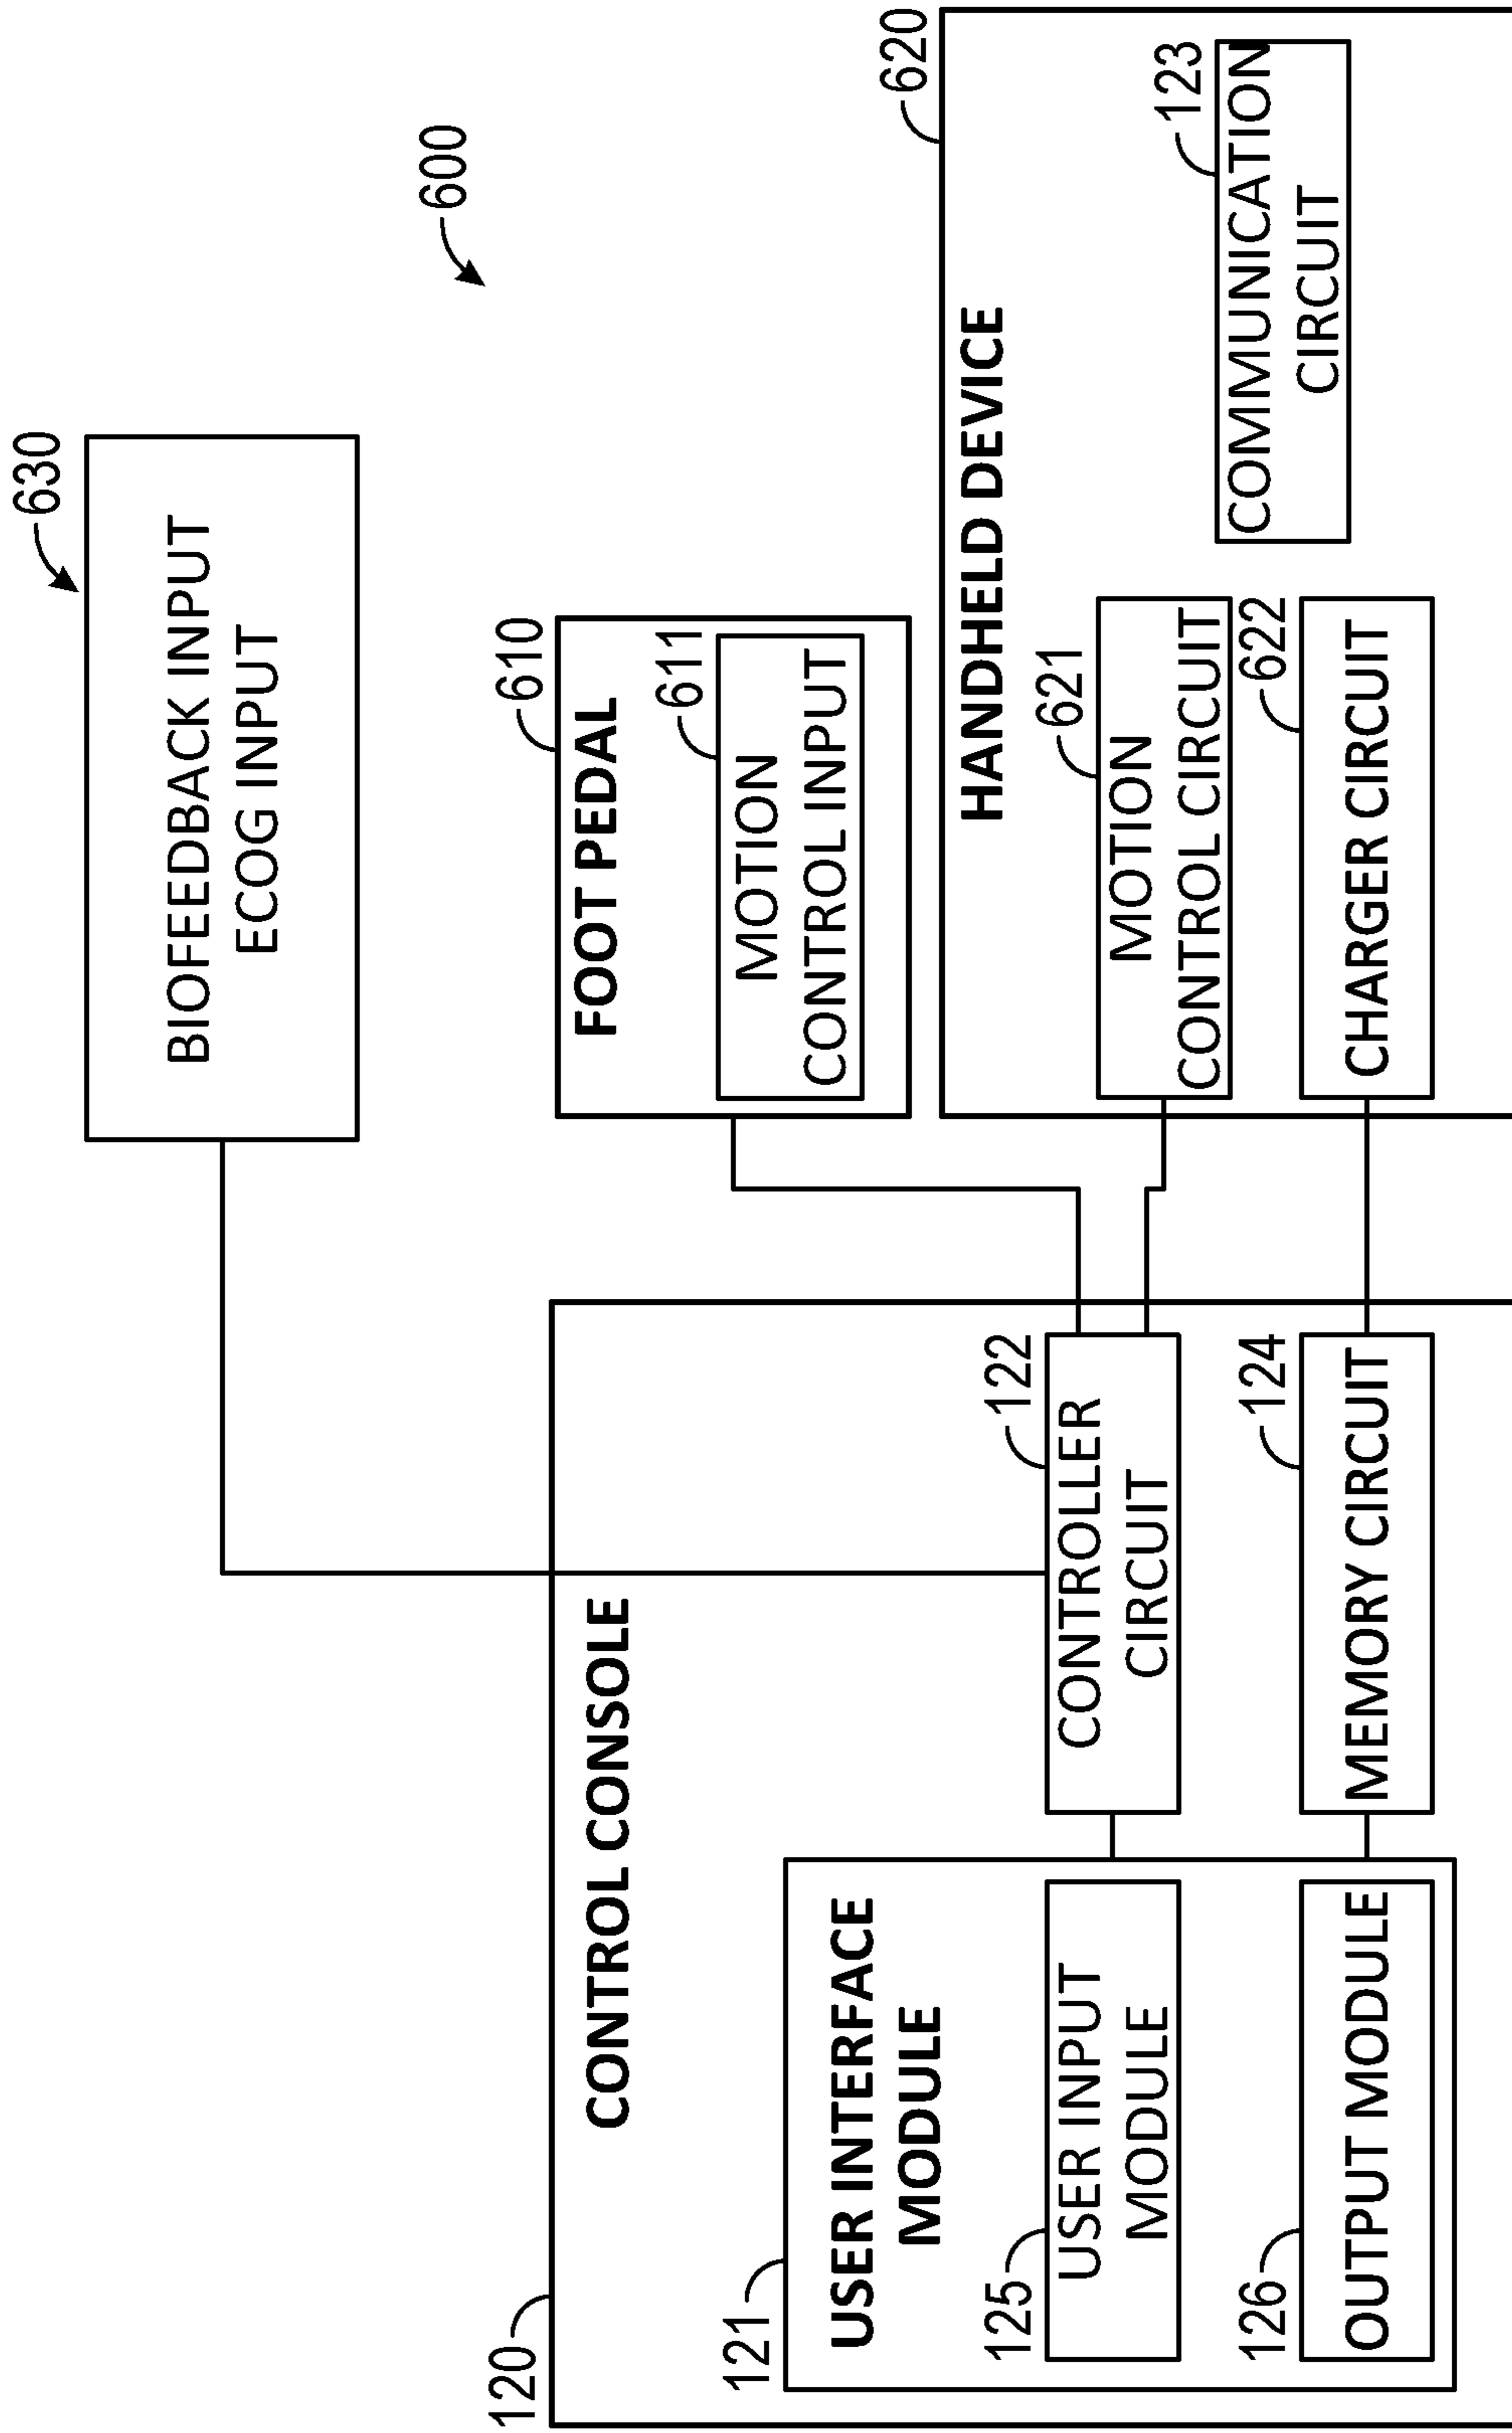 630
BIOFEEDBACK INPUT
ECOG INPUT
600
120
CONTROL CONSOLE
610
FOOT PEDAL
611
MOTION
CONTROL INPUT
121
USER INTERFACE
MODULE
125
USER INPUT
MODULE
126
OUTPUT MODULE
122
CONTROLLER
CIRCUIT
124
MEMORY CIRCUIT
620
HANDHELD DEVICE
621
MOTION
CONTROL CIRCUIT
622
CHARGER CIRCUIT
123
COMMUNICATION
CIRCUIT